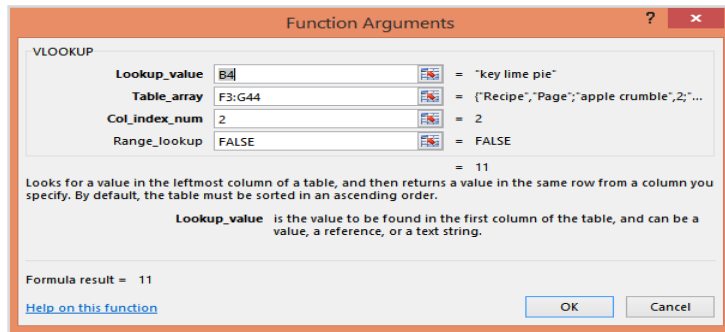 Function Arguments ? ×
VLOOKUP
Lookup_value B4 = "key lime pie"
Table_array F3:G44 = {"Recipe","Page";"apple crumble",2;"...
Col_index_num 2 = 2
Range_lookup FALSE = FALSE
= 11
Looks for a value in the leftmost column of a table, and then returns a value in the same row from a column you
specify. By default, the table must be sorted in an ascending order.
Lookup_value is the value to be found in the first column of the table, and can be a
value, a reference, or a text string.
Formula result = 11
Help on this function OK Cancel